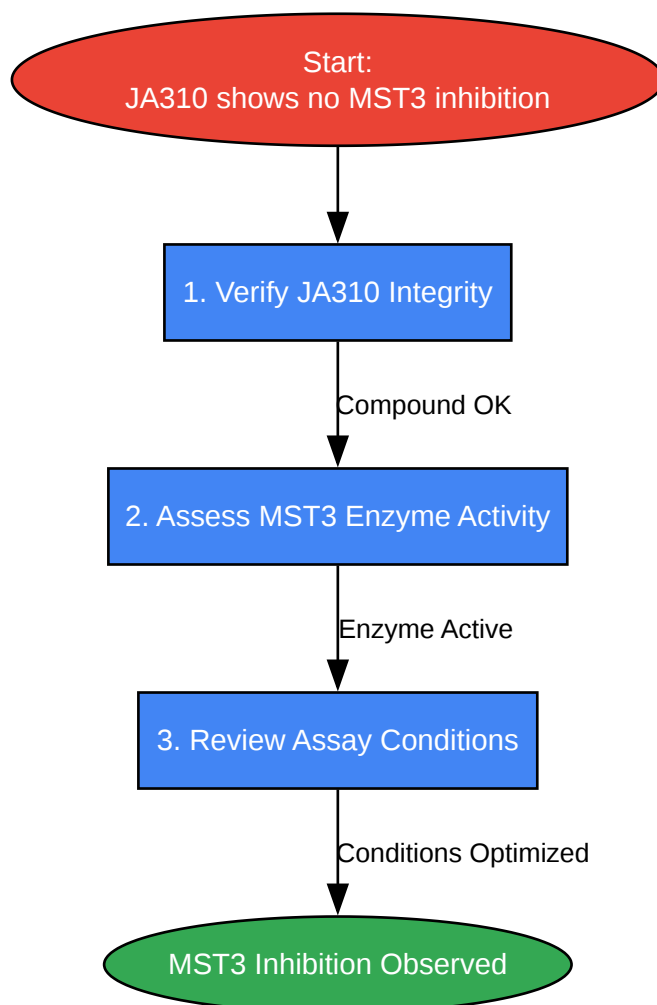 Start:
JA310 shows no MST3 inhibition
1. Verify JA310 Integrity
Compound OK
2. Assess MST3 Enzyme Activity
Enzyme Active
3. Review Assay Conditions
Conditions Optimized
MST3 Inhibition Observed